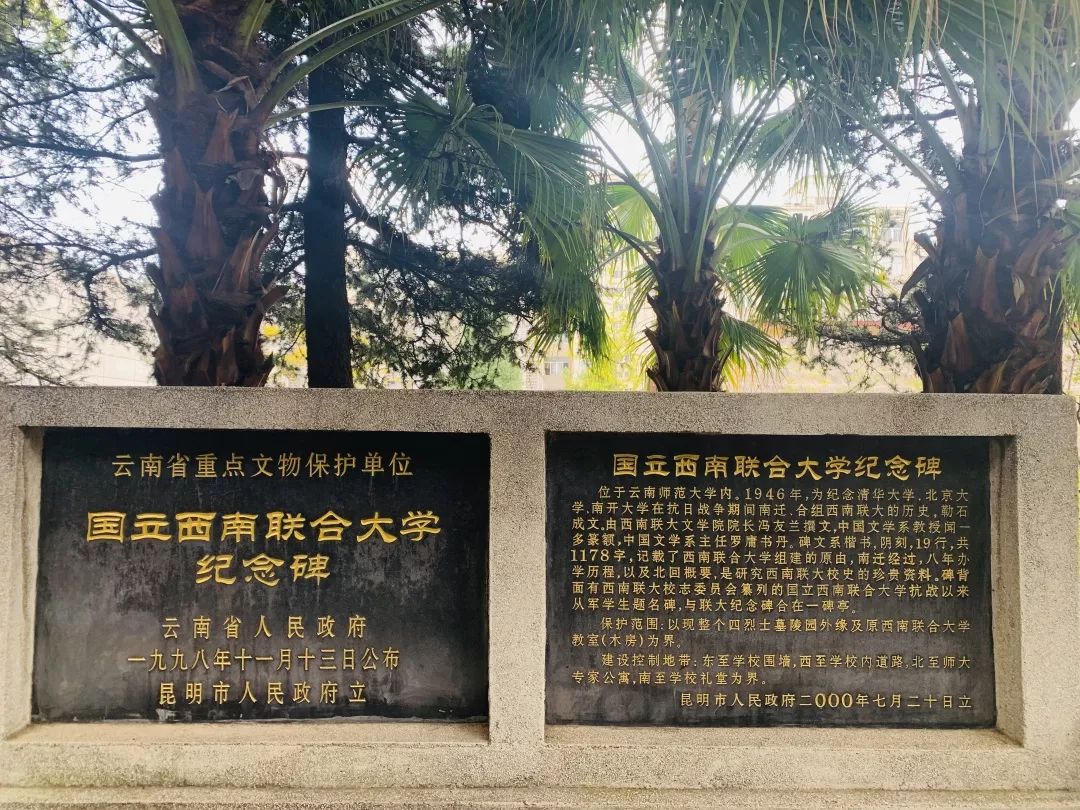 云南省重点文物保护单位
国立西南联合大学
纪念碑
云南省人民政府
一九九八年十一月十三日公布
昆明市人民政府立
国立西南联合大学纪念碑
位于云南师范大学内。1946年,为纪念清华大学、北京大
学、南开大学在抗日战争期间南迁、合组西南联大的历史,勒石
成文。由西南联大文学院院长冯友兰撰文,中国文学系教授闻一
多篆额,中国文学系主任罗庸书丹。碑文系楷书,阴刻,19行,共
1178字,记载了西南联合大学组建的原由,南迁经过,八年办
学历程,以及北回概要,是研究西南联大校史的珍贵资料。碑背
面有西南联大校志委员会纂列的国立西南联合大学抗战以来
从军学生题名碑,与联大纪念碑合在一碑亭。
保护范围:以现整个四烈士墓陵园外缘及原西南联合大学
教室(木房)为界。
建设控制地带:东至学校围墙,西至学校内道路,北至师大
专家公寓,南至学校礼堂为界。
昆明市人民政府二000年七月二十日立